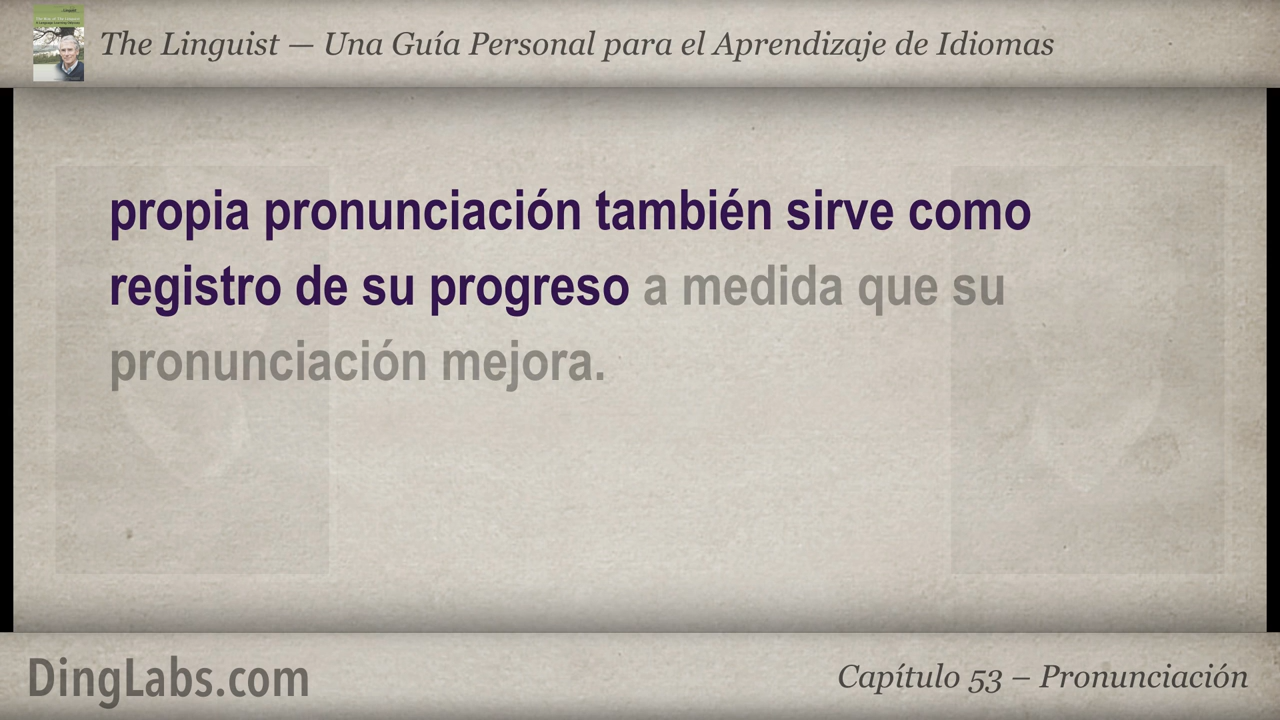 The Linguist — Una Guía Personal para el Aprendizaje de Idiomas
propia pronunciación también sirve como
registro de su progreso a medida que su
pronunciación mejora.
DingLabs.com
Capítulo 53 – Pronunciación